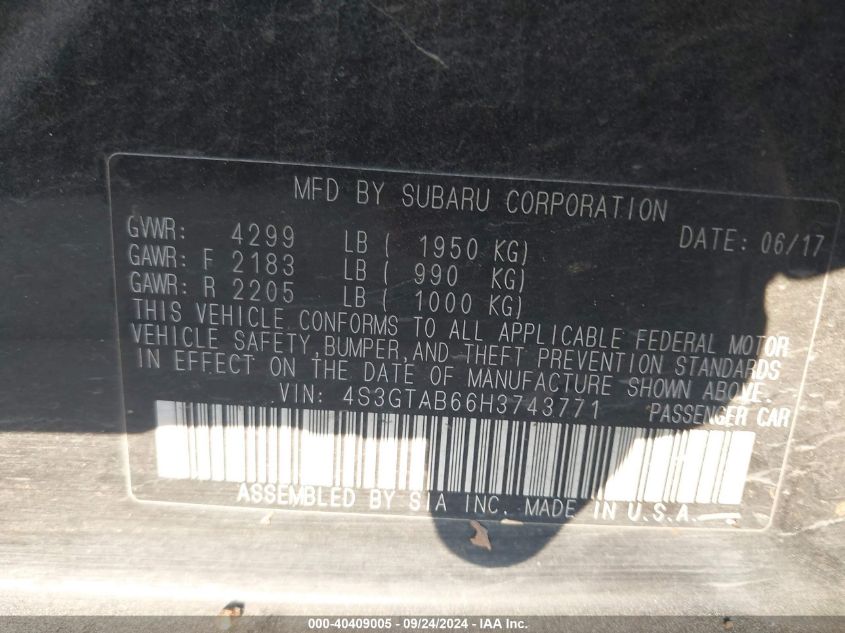 MFD BY SUBARU CORPORATION
GVWR: 4299 LB ( 1950 KG) DATE: 06/17
GAWR: F 2183 LB ( 990 KG)
GAWR: R 2205 LB ( 1000 KG)
THIS VEHICLE CONFORMS TO ALL APPLICABLE FEDERAL MOTOR
VEHICLE SAFETY, BUMPER, AND THEFT PREVENTION STANDARDS
IN EFFECT ON THE DATE OF MANUFACTURE SHOWN ABOVE.
VIN: 4S3GTAB66H3743771 PASSENGER CAR
ASSEMBLED BY SIA INC. MADE IN U.S.A.
000-40409005 - 09/24/2024 - IAA Inc.